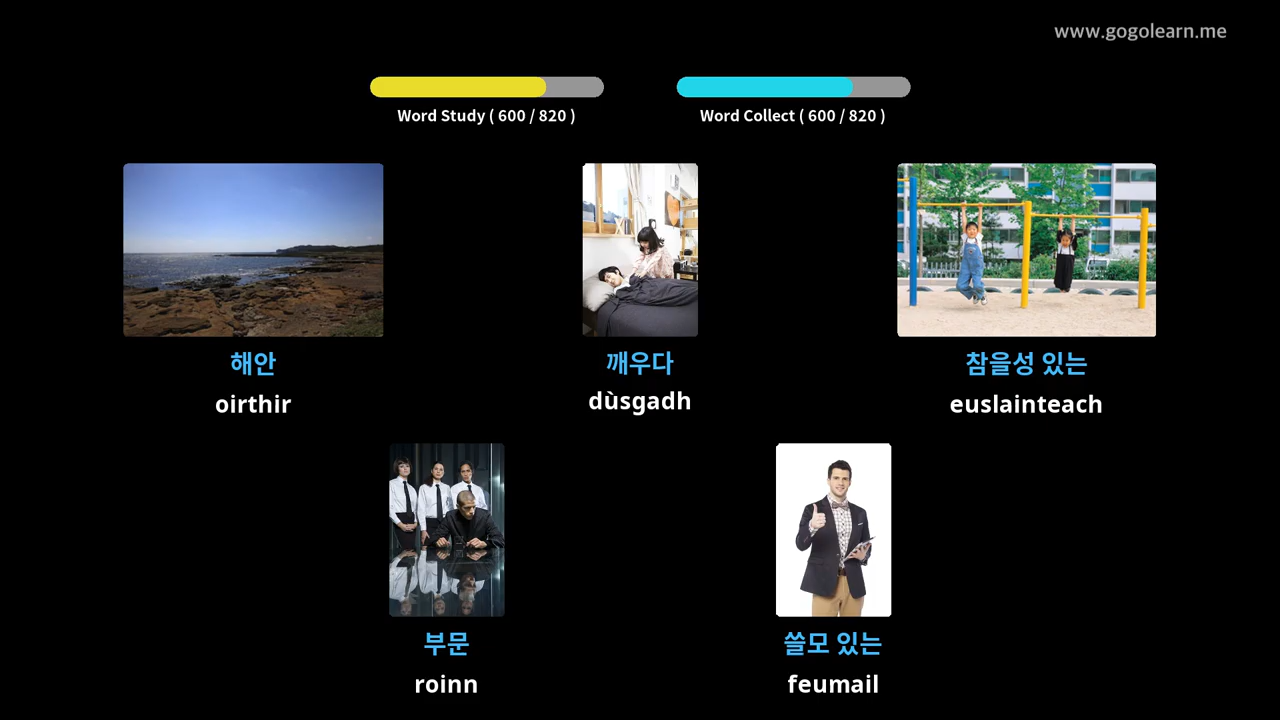 www.gogolearn.me
Word Study ( 600 / 820 )
Word Collect ( 600 / 820 )
해안
oirthir
깨우다
dùsgadh
참을성 있는
euslainteach
부문
roinn
쓸모 있는
feumail